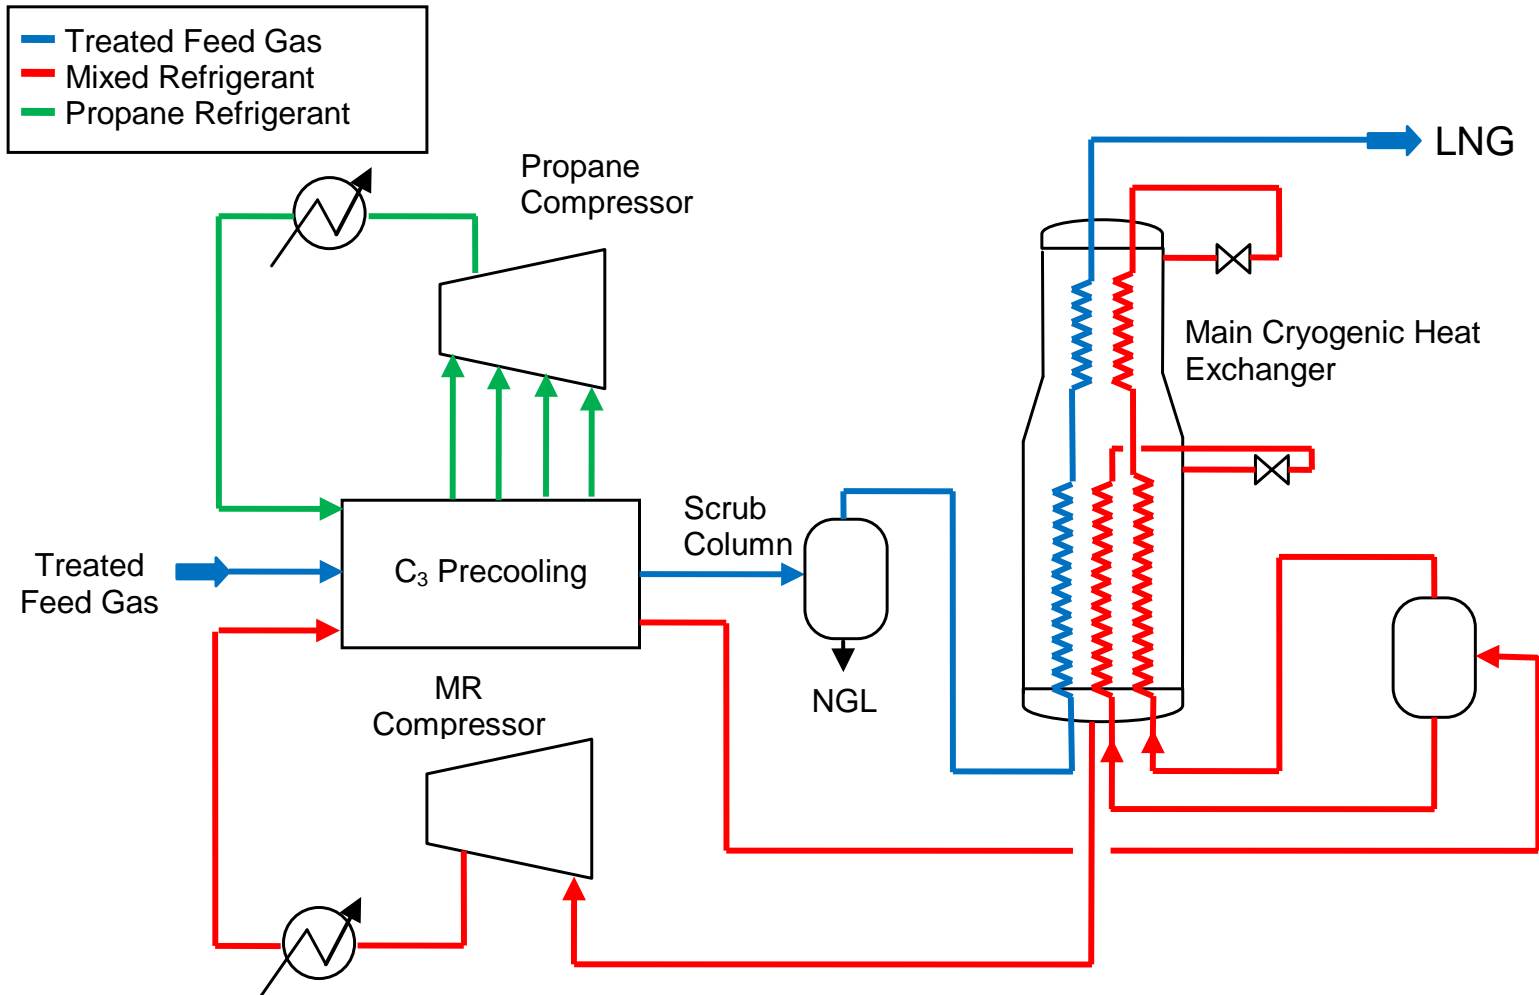 Treated Feed Gas
Mixed Refrigerant
Propane Refrigerant
Propane
Compressor
LNG
Main Cryogenic Heat
Exchanger
Scrub
Column
Treated
Feed Gas
C₃ Precooling
NGL
MR
Compressor